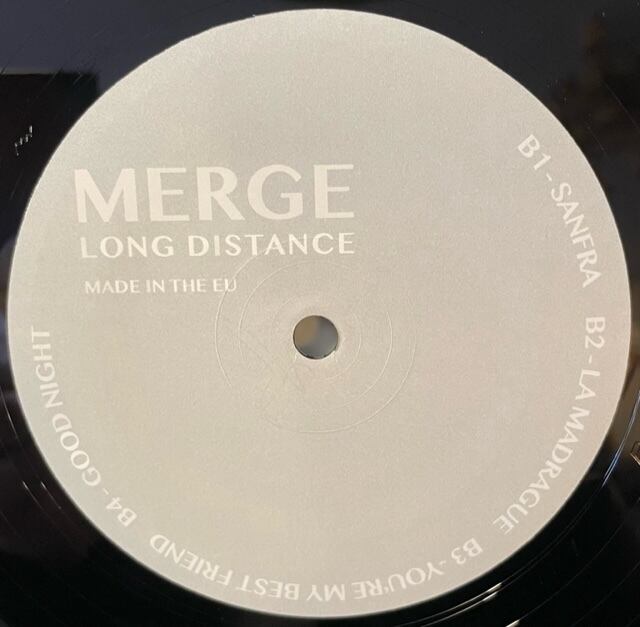 MERGE
LONG DISTANCE
MADE IN THE EU
B1 - SANFRA
B2 - LA MADRAGUE
B3 - YOU'RE MY BEST FRIEND
B4 - GOOD NIGHT